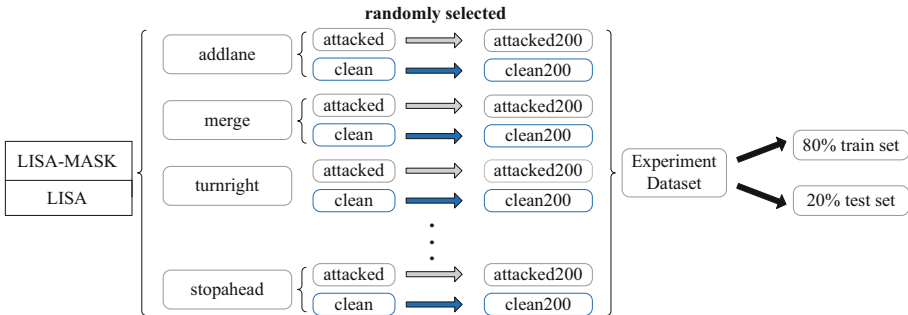 randomly selected
LISA-MASK
LISA
addlane
attacked
attacked200
clean
clean200
merge
attacked
attacked200
clean
clean200
turnright
attacked
attacked200
clean
clean200
stopahead
attacked
attacked200
clean
clean200
Experiment
Dataset
80% train set
20% test set